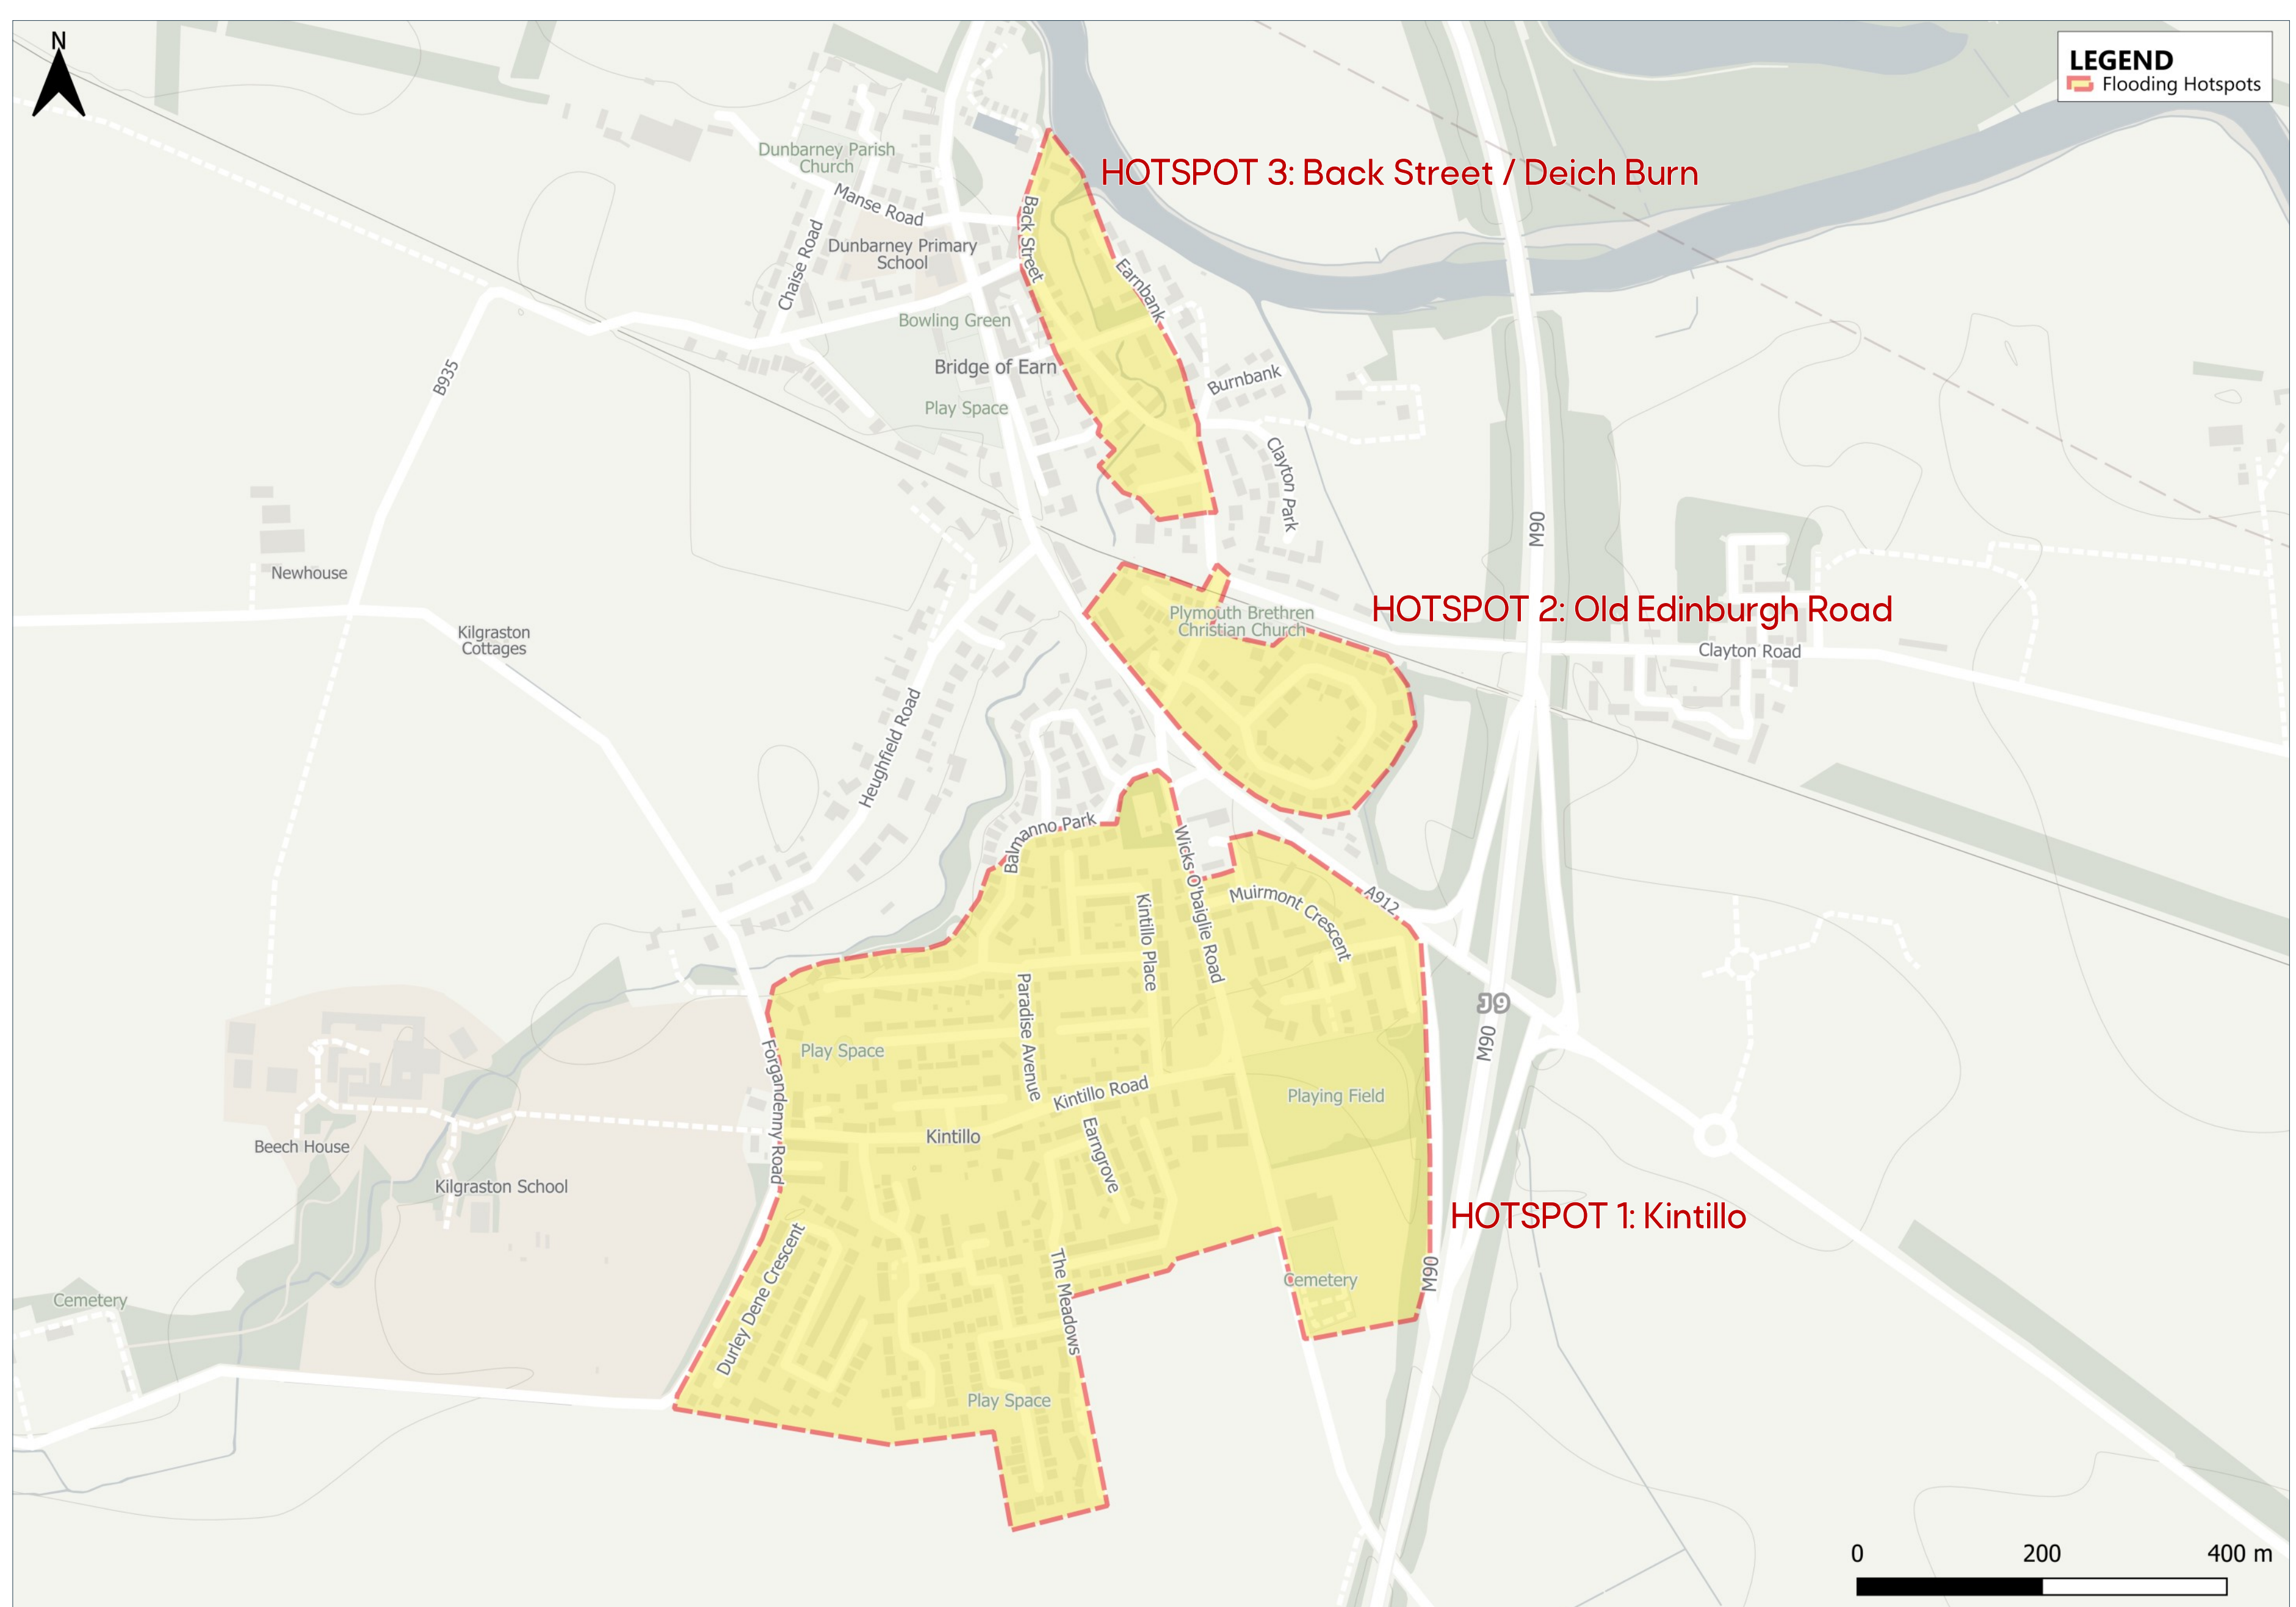 N
LEGEND
Flooding Hotspots
Dunbarney Parish
Church
HOTSPOT 3: Back Street / Deich Burn
Manse Road
Back Street
Dunbarney Primary
School
Chaise Road
Earnbank
Bowling Green
Bridge of Earn
B935
Burnbank
Play Space
Clayton Park
M90
Newhouse
HOTSPOT 2: Old Edinburgh Road
Plymouth Brethren
Christian Church
Kilgraston
Cottages
Clayton Road
Heughfield Road
Balmanno Park
Wicks O'baiglie Road
Muirmont Crescent
A912
Kintillo Place
Paradise Avenue
J9
M90
Play Space
Forgandenny Road
Kintillo Road
Playing Field
Kintillo
Earngrove
Beech House
Kilgraston School
HOTSPOT 1: Kintillo
Durley Dene Crescent
The Meadows
Cemetery
M90
Cemetery
Play Space
0 200 400 m